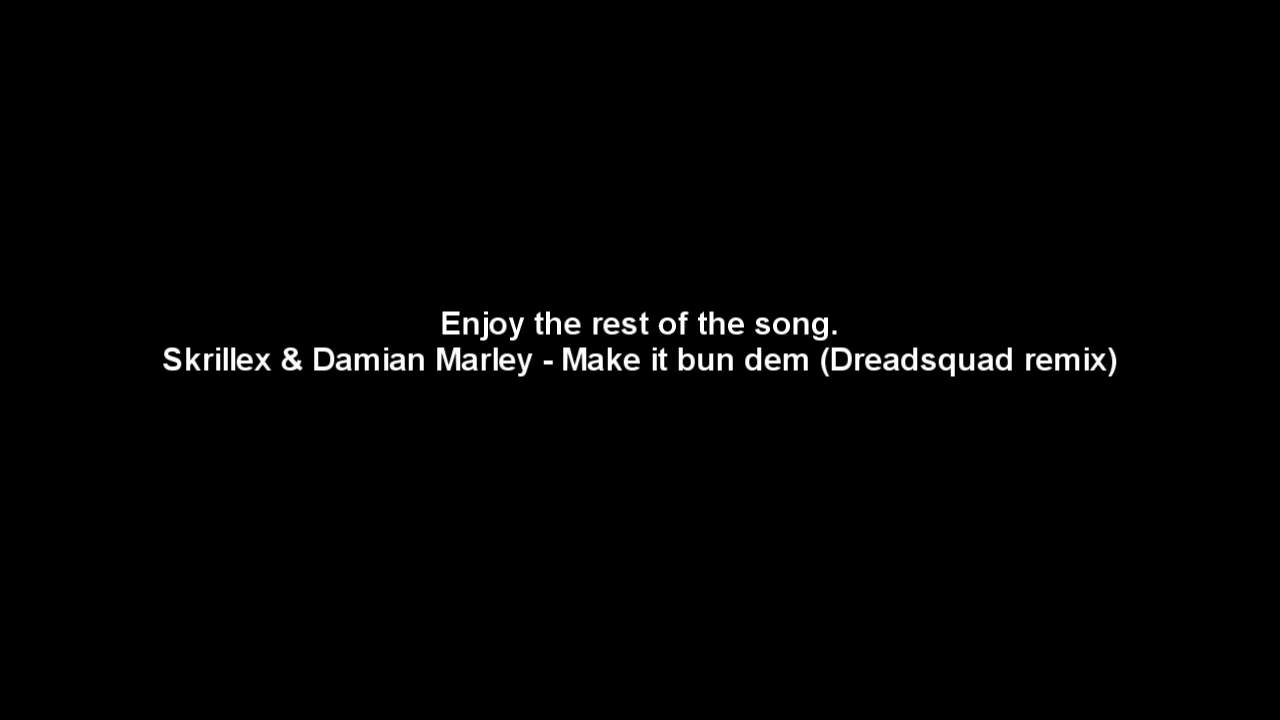 Enjoy the rest of the song.
Skrillex & Damian Marley - Make it bun dem (Dreadsquad remix)